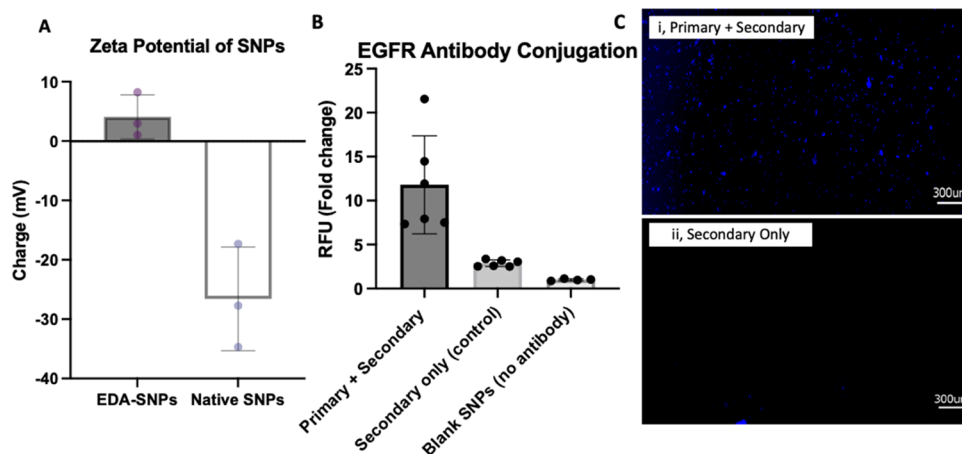 A
Zeta Potential of SNPs
10
0
-10
-20
-30
-40
Charge (mV)
EDA-SNPs
Native SNPs
B
EGFR Antibody Conjugation
25
20
15
10
5
0
RFU (Fold change)
Primary + Secondary
Secondary only (control)
Blank SNPs (no antibody)
C
i, Primary + Secondary
300um
ii, Secondary Only
300um